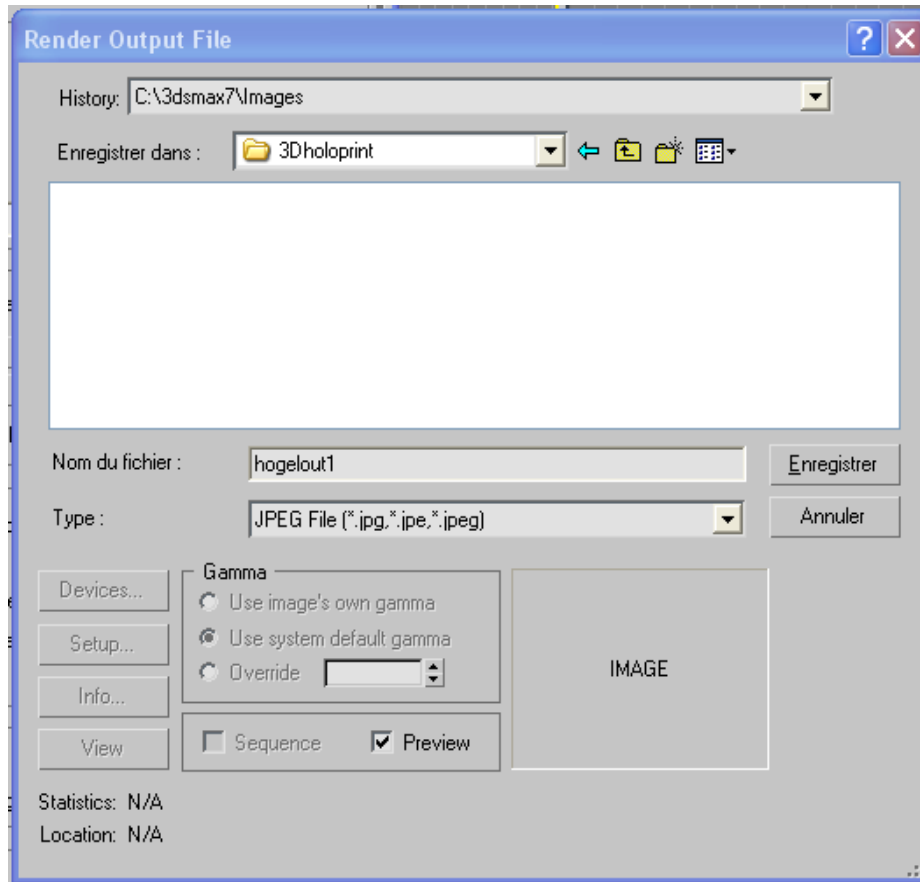 Render Output File
History: C:\3dsmax7\Images
Enregistrer dans : 3Dholoprint
Nom du fichier : hogelout1 Enregistrer
Type : JPEG File (*.jpg,*.jpe,*.jpeg) Annuler
Devices...
Setup...
Info...
View
Gamma
Use image's own gamma
Use system default gamma
Override
Sequence Preview
IMAGE
Statistics: N/A
Location: N/A